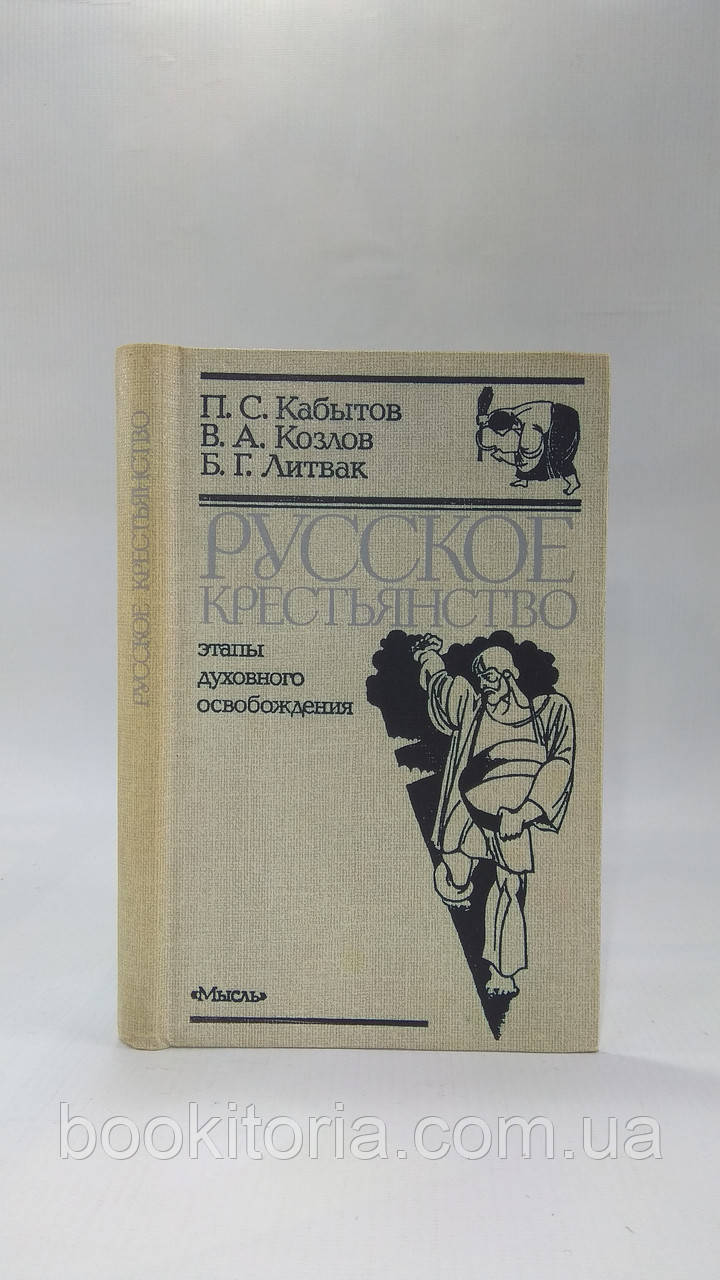 П. С. Кабытов
В. А. Козлов
Б. Г. Литвак
РУССКОЕ
КРЕСТЬЯНСТВО
этапы
духовного
освобождения
«Мысль»
РУССКОЕ КРЕСТЬЯНСТВО
bookitoria.com.ua